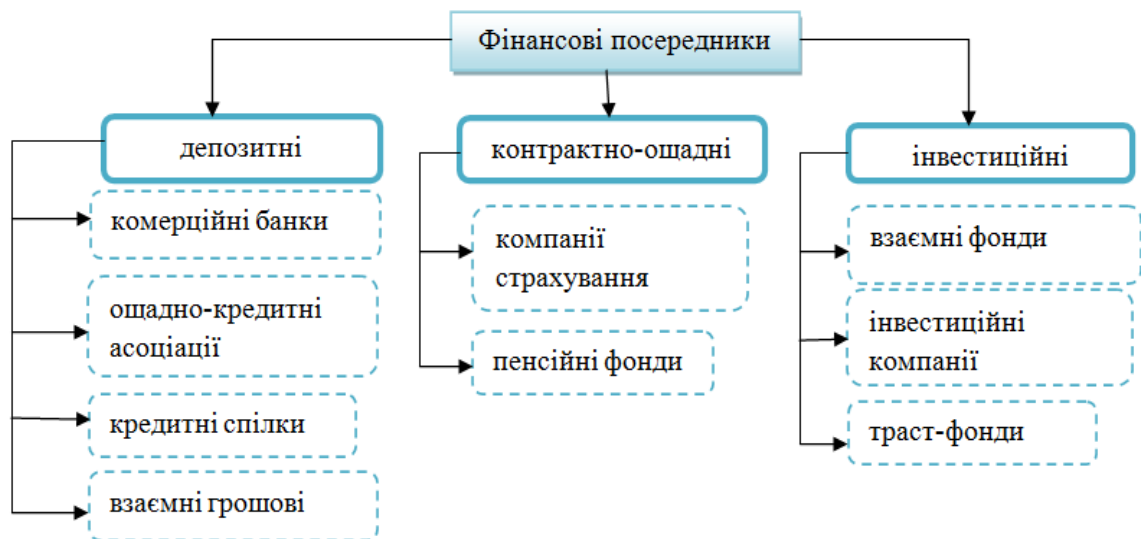 Фінансові посередники
депозитні
комерційні банки
ощадно-кредитні
асоціації
кредитні спілки
взаємні грошові
контрактно-ощадні
компанії
страхування
пенсійні фонди
інвестиційні
взаємні фонди
інвестиційні
компанії
траст-фонди